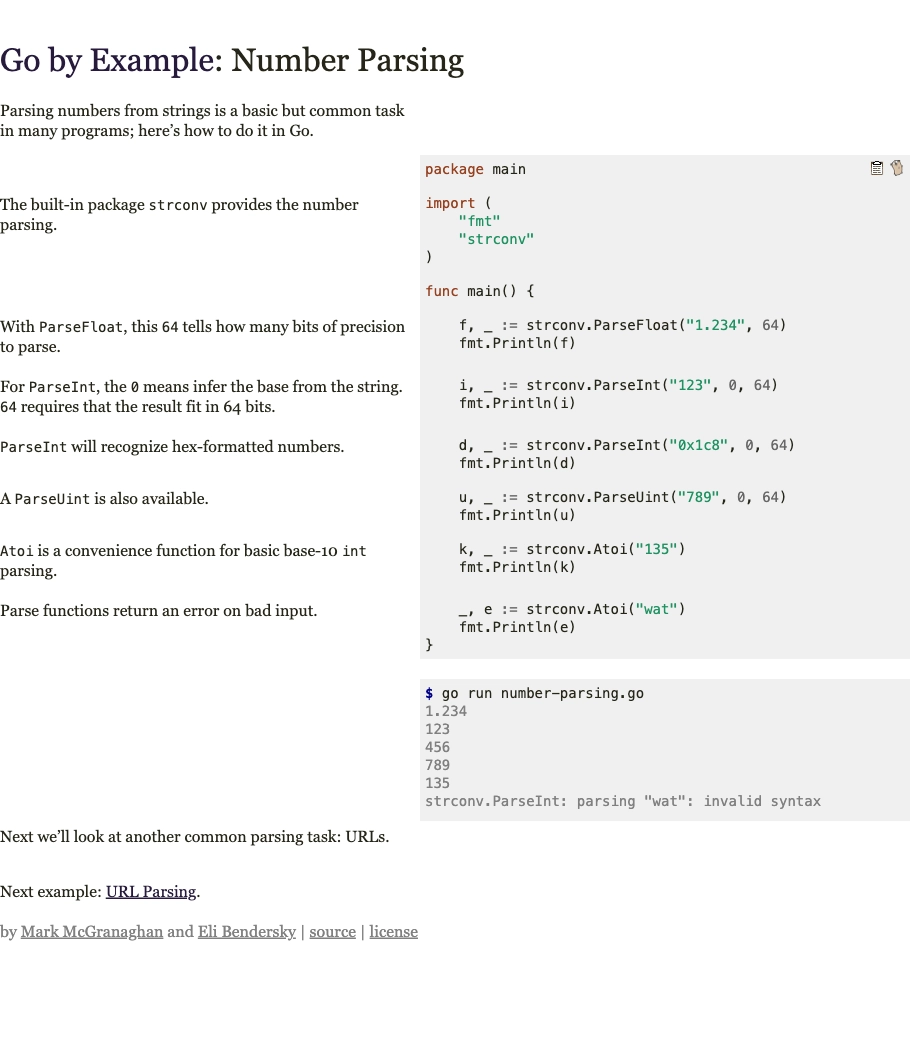 Go by Example: Number Parsing
Parsing numbers from strings is a basic but common task
in many programs; here’s how to do it in Go.
package main
The built-in package strconv provides the number
parsing.
import (
    "fmt"
    "strconv"
)
func main() {
With ParseFloat, this 64 tells how many bits of precision
to parse.
    f, _ := strconv.ParseFloat("1.234", 64)
    fmt.Println(f)
For ParseInt, the 0 means infer the base from the string.
64 requires that the result fit in 64 bits.
    i, _ := strconv.ParseInt("123", 0, 64)
    fmt.Println(i)
ParseInt will recognize hex-formatted numbers.
    d, _ := strconv.ParseInt("0x1c8", 0, 64)
    fmt.Println(d)
A ParseUint is also available.
    u, _ := strconv.ParseUint("789", 0, 64)
    fmt.Println(u)
Atoi is a convenience function for basic base-10 int
parsing.
    k, _ := strconv.Atoi("135")
    fmt.Println(k)
Parse functions return an error on bad input.
    _, e := strconv.Atoi("wat")
    fmt.Println(e)
}
$ go run number-parsing.go
1.234
123
456
789
135
strconv.ParseInt: parsing "wat": invalid syntax
Next we’ll look at another common parsing task: URLs.
Next example: URL Parsing.
by Mark McGranaghan and Eli Bendersky | source | license